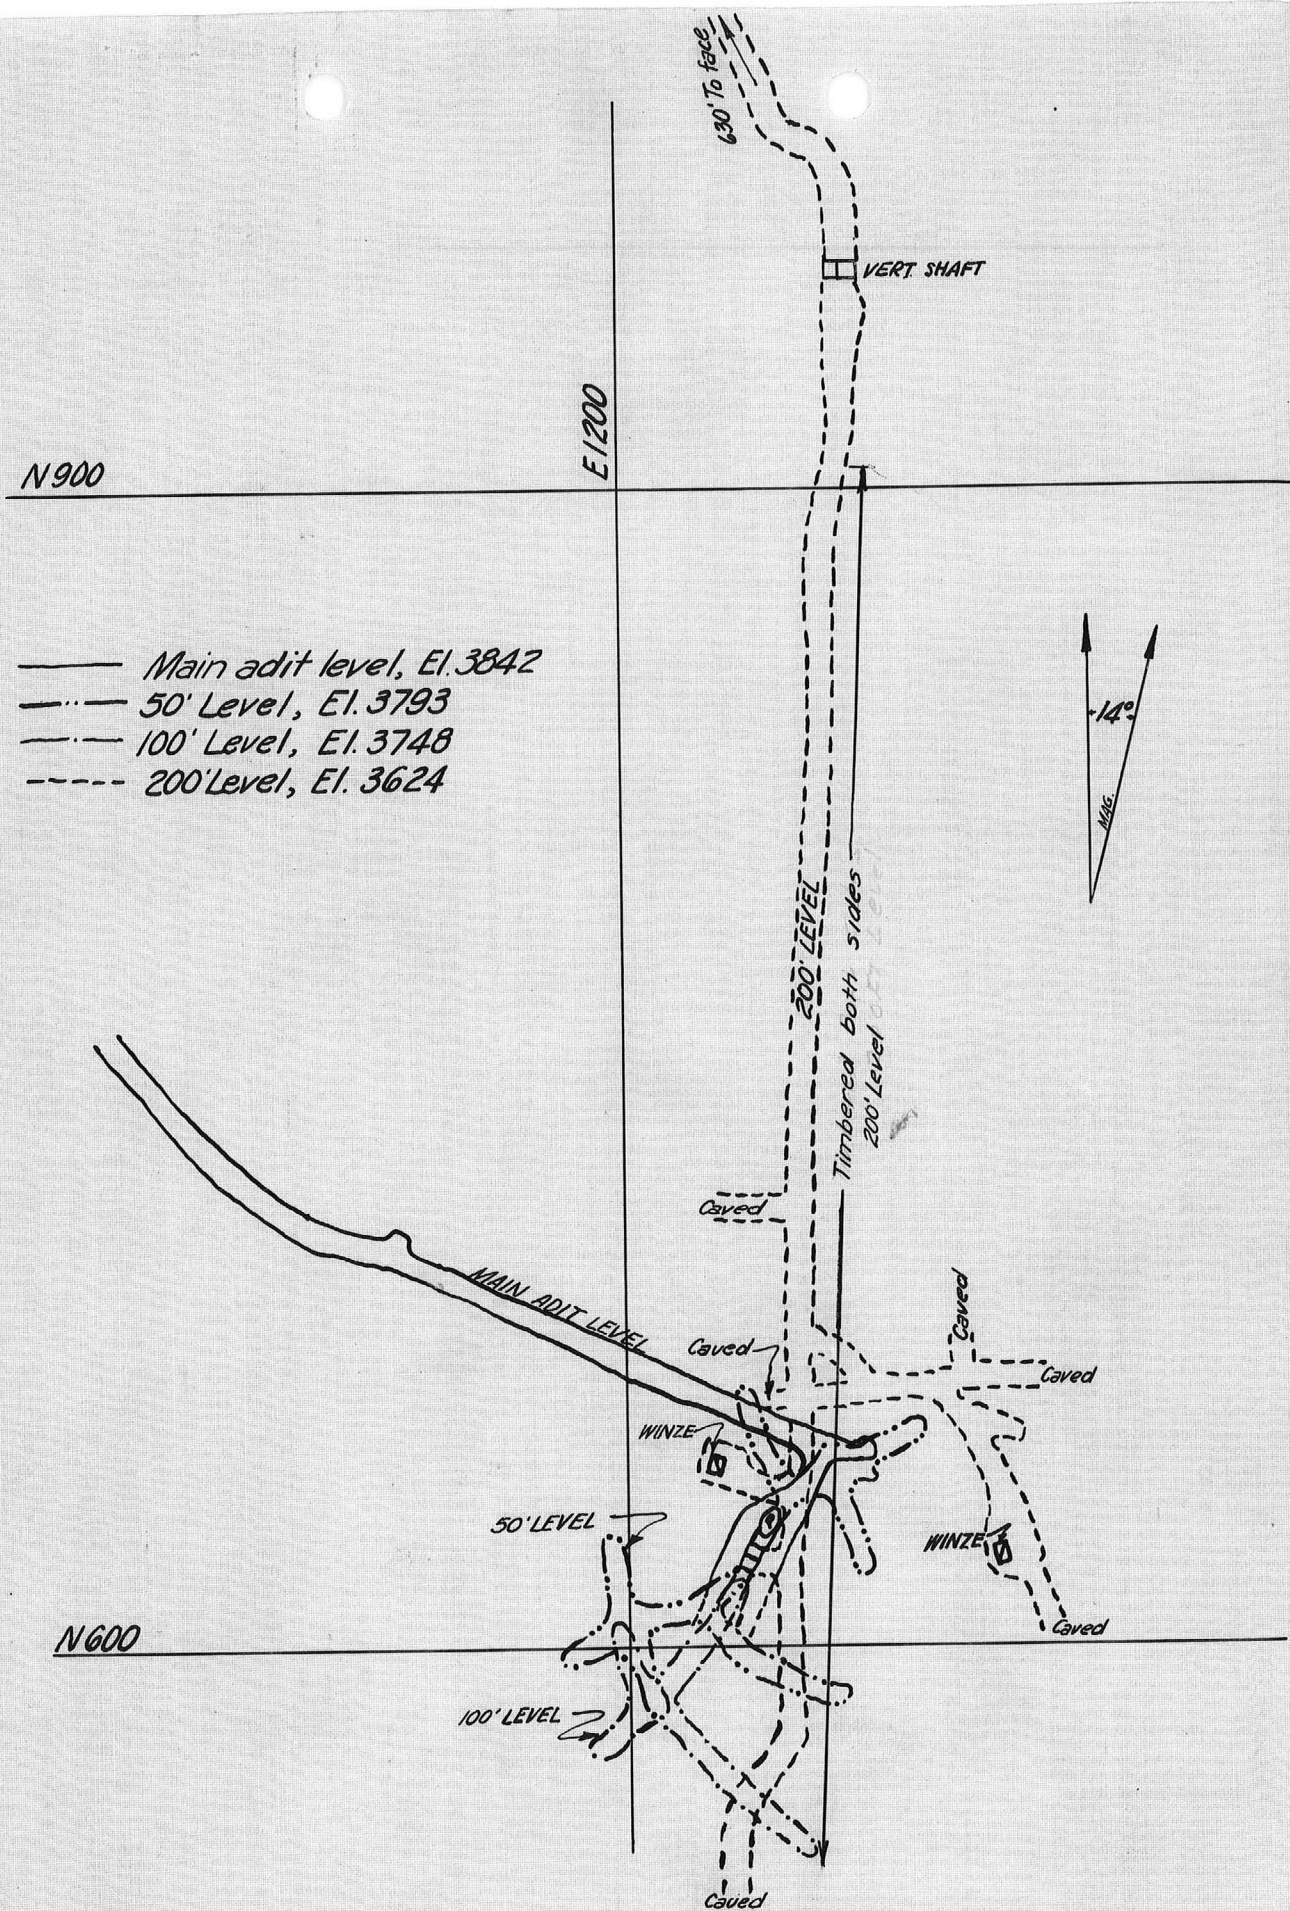 630' To face
VERT. SHAFT
E1200
N900
Main adit level, El. 3842
50' Level, El. 3793
100' Level, El. 3748
200' Level, El. 3624
14°
MAG.
200' LEVEL
Timbered both sides
200' Level
Caved
MAIN ADIT LEVEL
Caved
Caved
Caved
WINZE
50' LEVEL
WINZE
N600
Caved
100' LEVEL
Caved